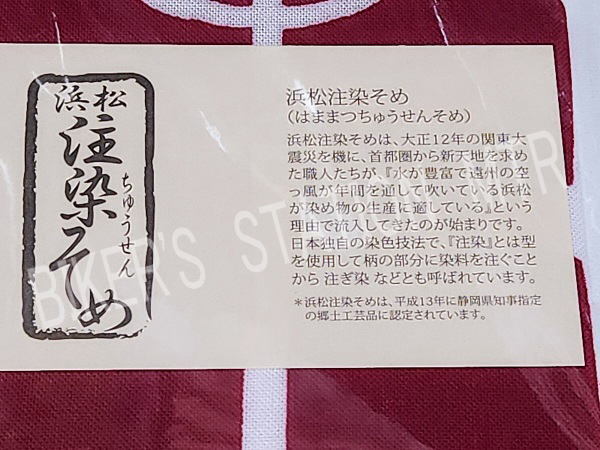 浜松
注染そめ
ちゅうせん
浜松注染そめ
(はままつちゅうせんそめ)
浜松注染そめは、大正12年の関東大
震災を機に、首都圏から新天地を求め
た職人たちが、『水が豊富で遠州の空
っ風が年間を通して吹いている浜松
が染め物の生産に適している』という
理由で流入してきたのが始まりです。
日本独自の染色技法で、『注染』とは型
を使用して柄の部分に染料を注ぐこと
から 注ぎ染 などとも呼ばれています。
＊浜松注染そめは、平成13年に静岡県知事指定
の郷土工芸品に認定されています。